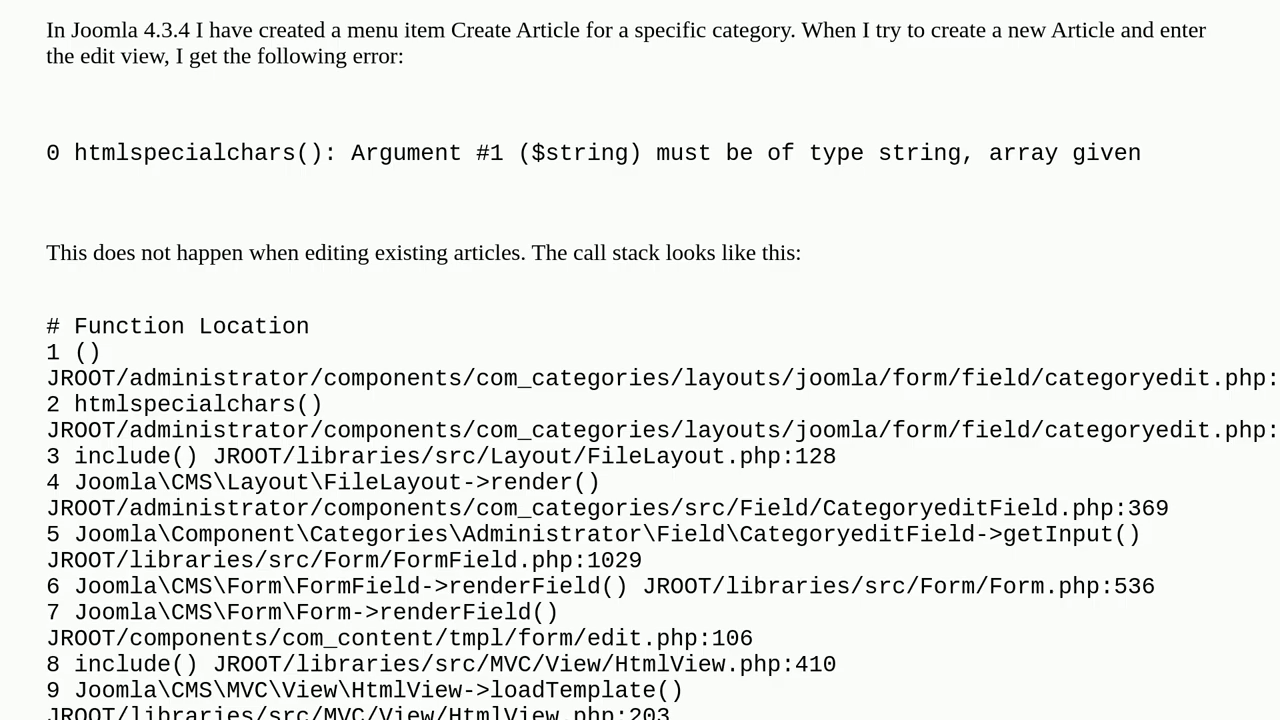 In Joomla 4.3.4 I have created a menu item Create Article for a specific category. When I try to create a new Article and enter
the edit view, I get the following error:
0 htmlspecialchars(): Argument #1 ($string) must be of type string, array given
This does not happen when editing existing articles. The call stack looks like this:
# Function Location
1 ()
JROOT/administrator/components/com_categories/layouts/joomla/form/field/categoryedit.php:
2 htmlspecialchars()
JROOT/administrator/components/com_categories/layouts/joomla/form/field/categoryedit.php:
3 include() JROOT/libraries/src/Layout/FileLayout.php:128
4 Joomla\CMS\Layout\FileLayout->render()
JROOT/administrator/components/com_categories/src/Field/CategoryeditField.php:369
5 Joomla\Component\Categories\Administrator\Field\CategoryeditField->getInput()
JROOT/libraries/src/Form/FormField.php:1029
6 Joomla\CMS\Form\FormField->renderField() JROOT/libraries/src/Form/Form.php:536
7 Joomla\CMS\Form\Form->renderField()
JROOT/components/com_content/tmpl/form/edit.php:106
8 include() JROOT/libraries/src/MVC/View/HtmlView.php:410
9 Joomla\CMS\MVC\View\HtmlView->loadTemplate()
JROOT/libraries/src/MVC/View/HtmlView.php:203